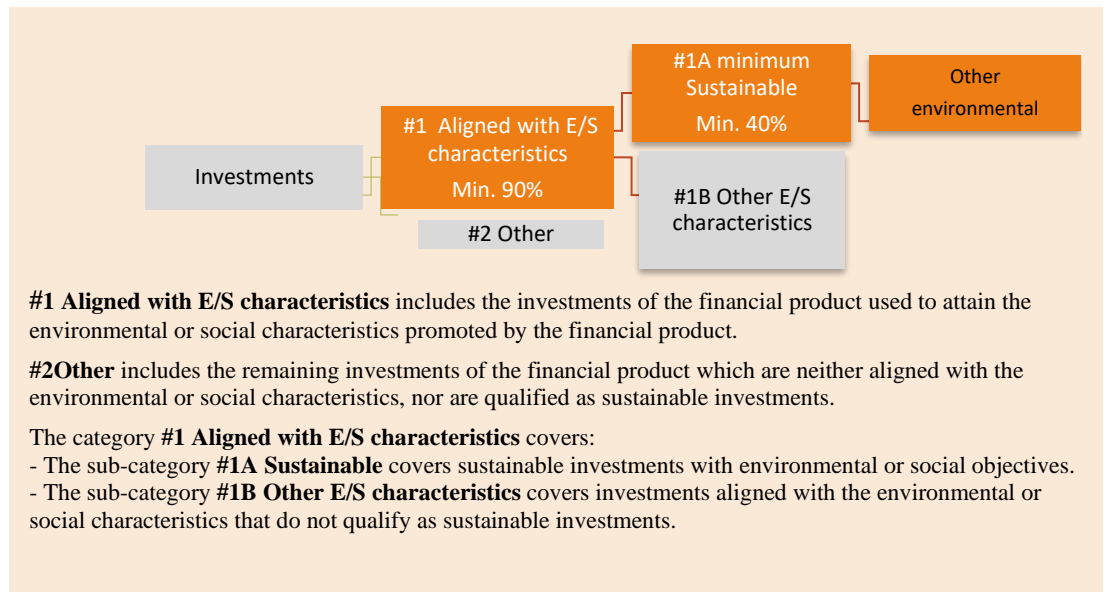 Investments
#1 Aligned with E/S
characteristics
Min. 90%
#2 Other
#1A minimum
Sustainable
Min. 40%
#1B Other E/S
characteristics
Other
environmental
#1 Aligned with E/S characteristics includes the investments of the financial product used to attain the
environmental or social characteristics promoted by the financial product.
#2Other includes the remaining investments of the financial product which are neither aligned with the
environmental or social characteristics, nor are qualified as sustainable investments.
The category #1 Aligned with E/S characteristics covers:
- The sub-category #1A Sustainable covers sustainable investments with environmental or social objectives.
- The sub-category #1B Other E/S characteristics covers investments aligned with the environmental or
social characteristics that do not qualify as sustainable investments.